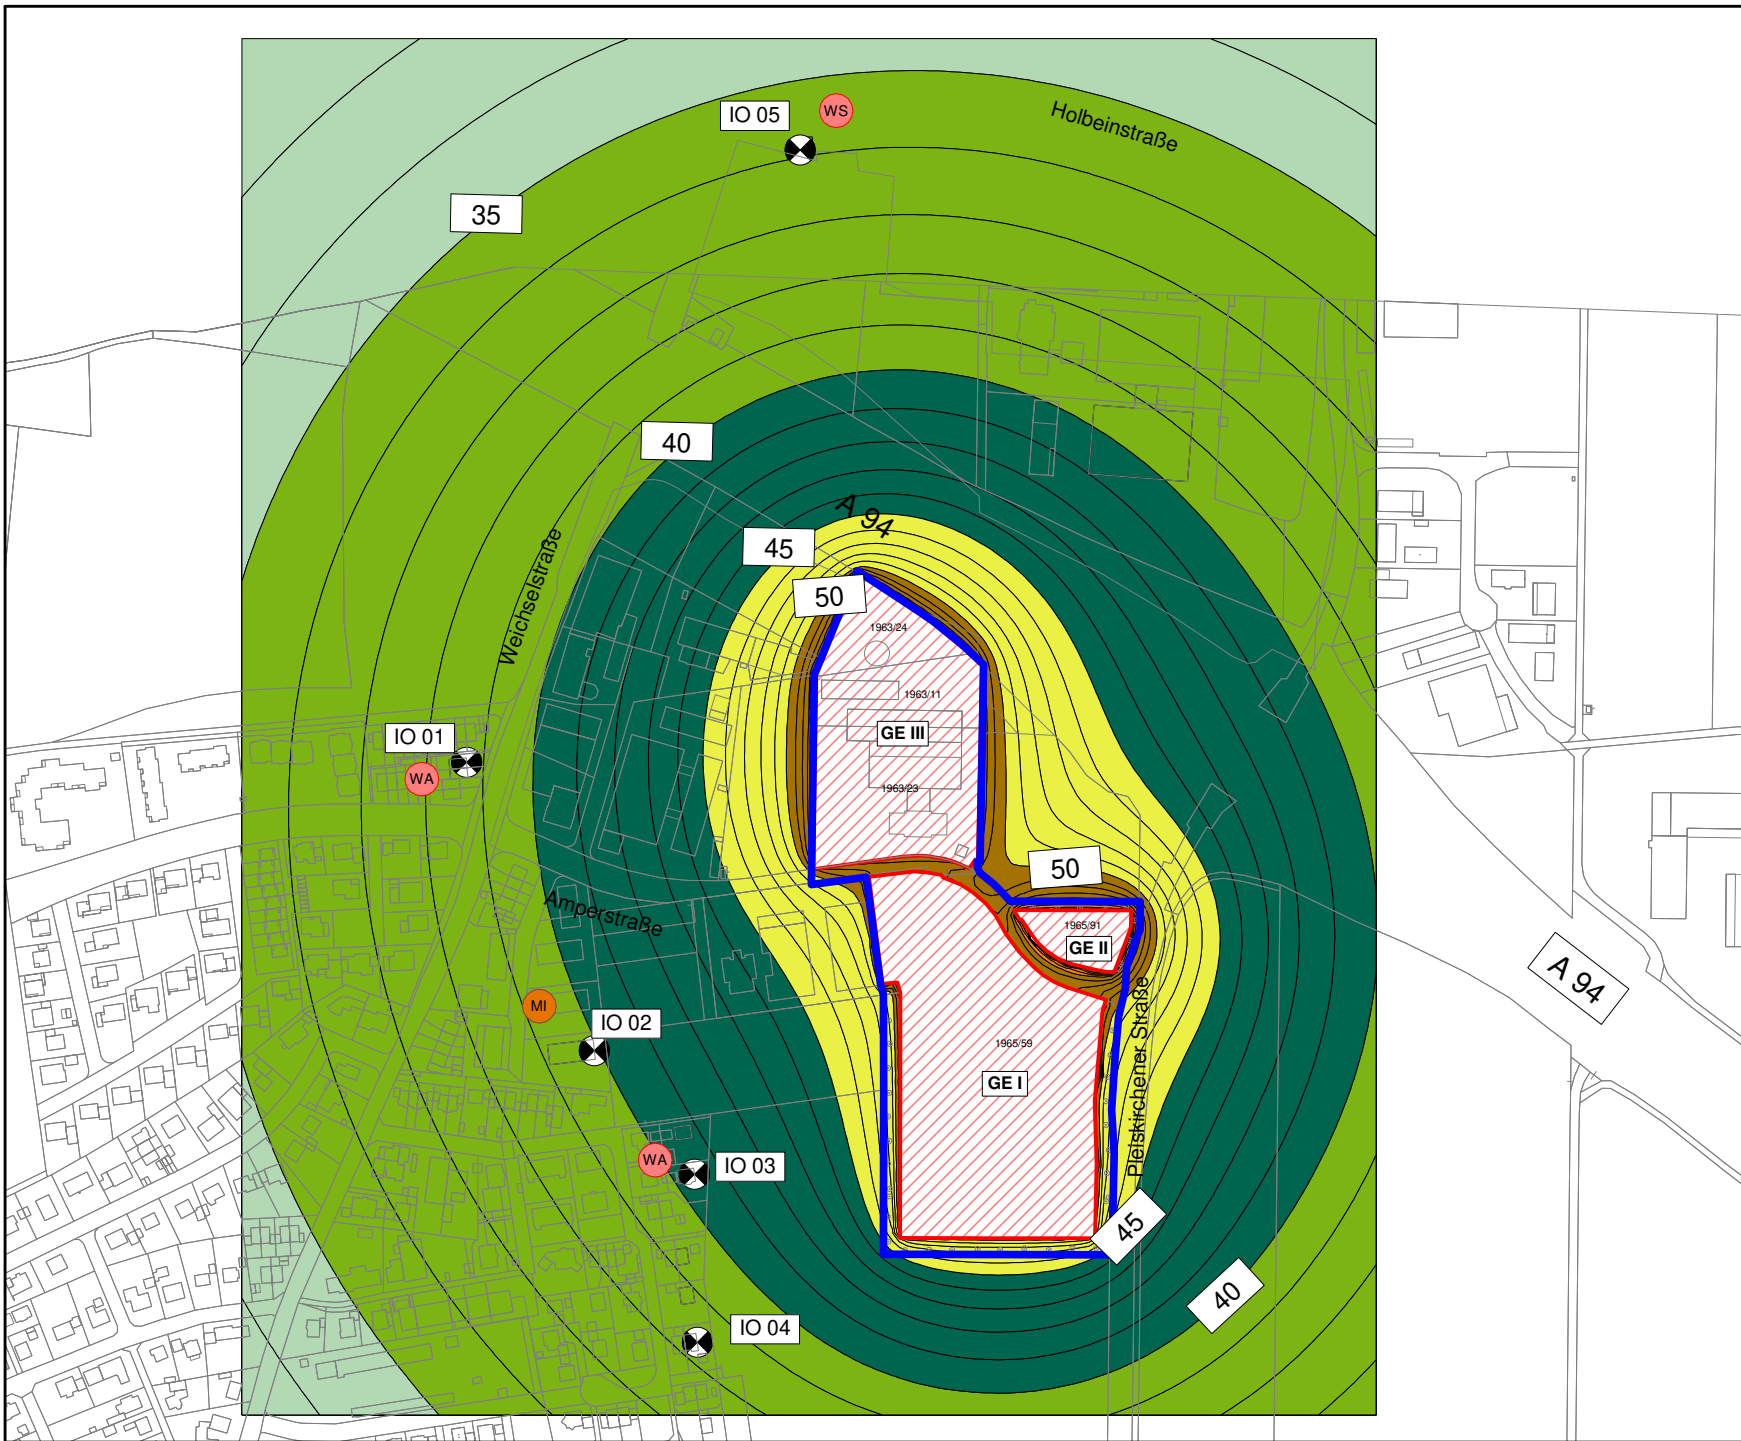 IO 05
WS
Holbeinstraße
35
40
A 94
45
50
Weichselstraße
1963/24
1963/11
GE III
IO 01
WA
1963/23
50
Amperstraße
1965/91
GE II
A 94
MI
IO 02
Pleiskirchener Straße
1965/59
GE I
WA
IO 03
45
40
IO 04